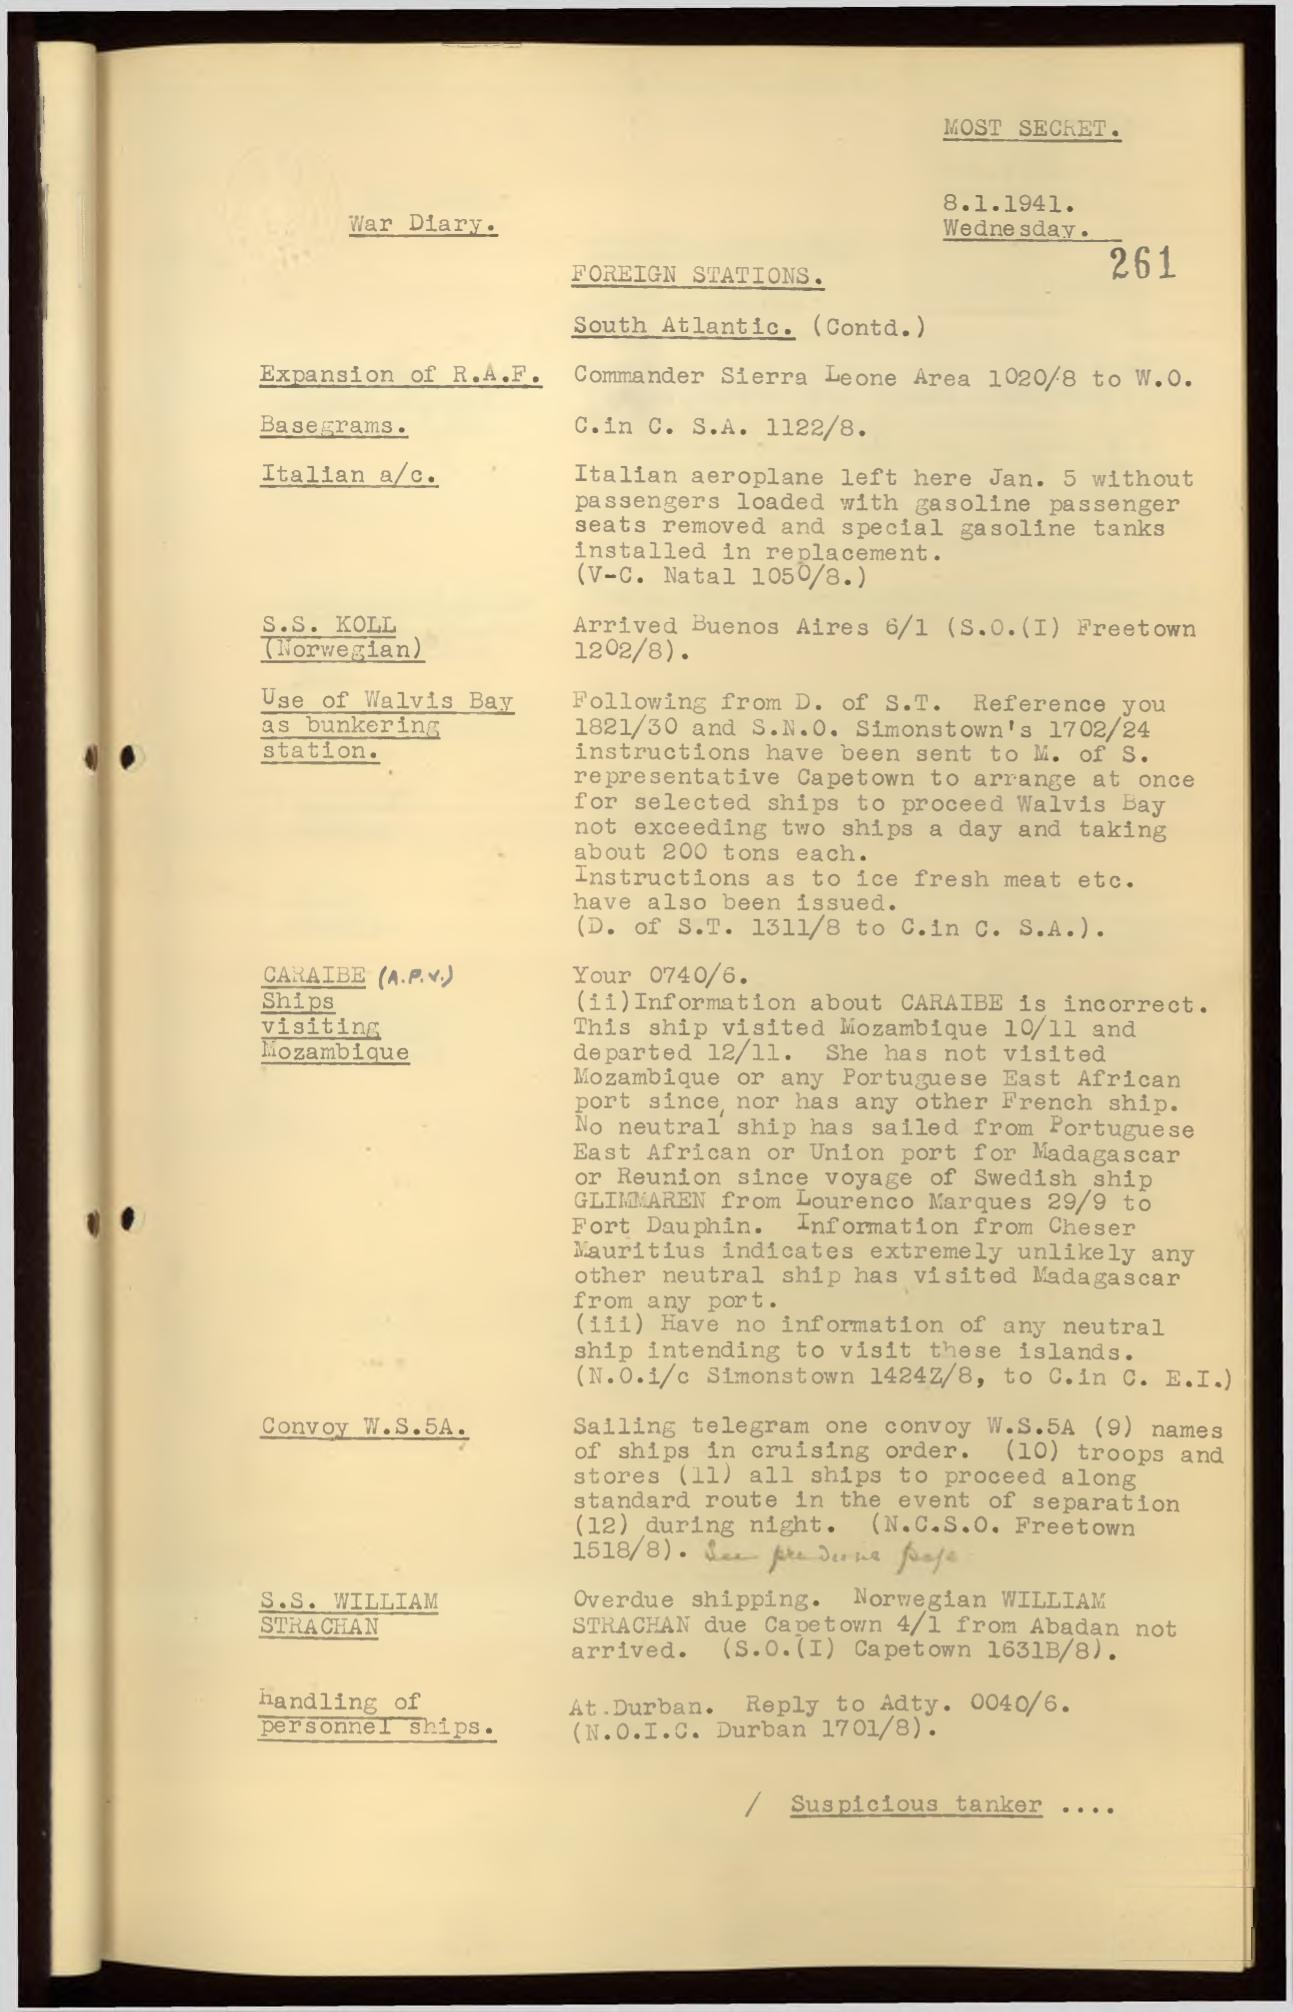 MOST SECRET.
8.1.1941.
War Diary.
Wednesday.
261
FOREIGN STATIONS.
South Atlantic. (Contd.)
Expansion of R.A.F.
Commander Sierra Leone Area 1020/8 to W.O.
Basegrams.
C.in C. S.A. 1122/8.
Italian a/c.
Italian aeroplane left here Jan. 5 without
passengers loaded with gasoline passenger
seats removed and special gasoline tanks
installed in replacement.
(V-C. Natal 1050/8.)
S.S. KOLL
(Norwegian)
Arrived Buenos Aires 6/1 (S.O.(I) Freetown
1202/8).
Use of Walvis Bay
as bunkering
station.
Following from D. of S.T. Reference you
1821/30 and S.N.O. Simonstown's 1702/24
instructions have been sent to M. of S.
representative Capetown to arrange at once
for selected ships to proceed Walvis Bay
not exceeding two ships a day and taking
about 200 tons each.
Instructions as to ice fresh meat etc.
have also been issued.
(D. of S.T. 1311/8 to C.in C. S.A.).
CARAIBE (A.P.V.)
Ships
visiting
Mozambique
Your 0740/6.
(ii)Information about CARAIBE is incorrect.
This ship visited Mozambique 10/11 and
departed 12/11. She has not visited
Mozambique or any Portuguese East African
port since, nor has any other French ship.
No neutral ship has sailed from Portuguese
East African or Union port for Madagascar
or Reunion since voyage of Swedish ship
GLIMMAREN from Lourenco Marques 29/9 to
Fort Dauphin. Information from Cheser
Mauritius indicates extremely unlikely any
other neutral ship has visited Madagascar
from any port.
(iii) Have no information of any neutral
ship intending to visit these islands.
(N.O.i/c Simonstown 1424Z/8, to C.in C. E.I.)
Convoy W.S.5A.
Sailing telegram one convoy W.S.5A (9) names
of ships in cruising order. (10) troops and
stores (11) all ships to proceed along
standard route in the event of separation
(12) during night. (N.C.S.O. Freetown
1518/8). See previous page
S.S. WILLIAM
STRACHAN
Overdue shipping. Norwegian WILLIAM
STRACHAN due Capetown 4/1 from Abadan not
arrived. (S.O.(I) Capetown 1631B/8).
handling of
personnel ships.
At.Durban. Reply to Adty. 0040/6.
(N.O.I.C. Durban 1701/8).
/ Suspicious tanker ....